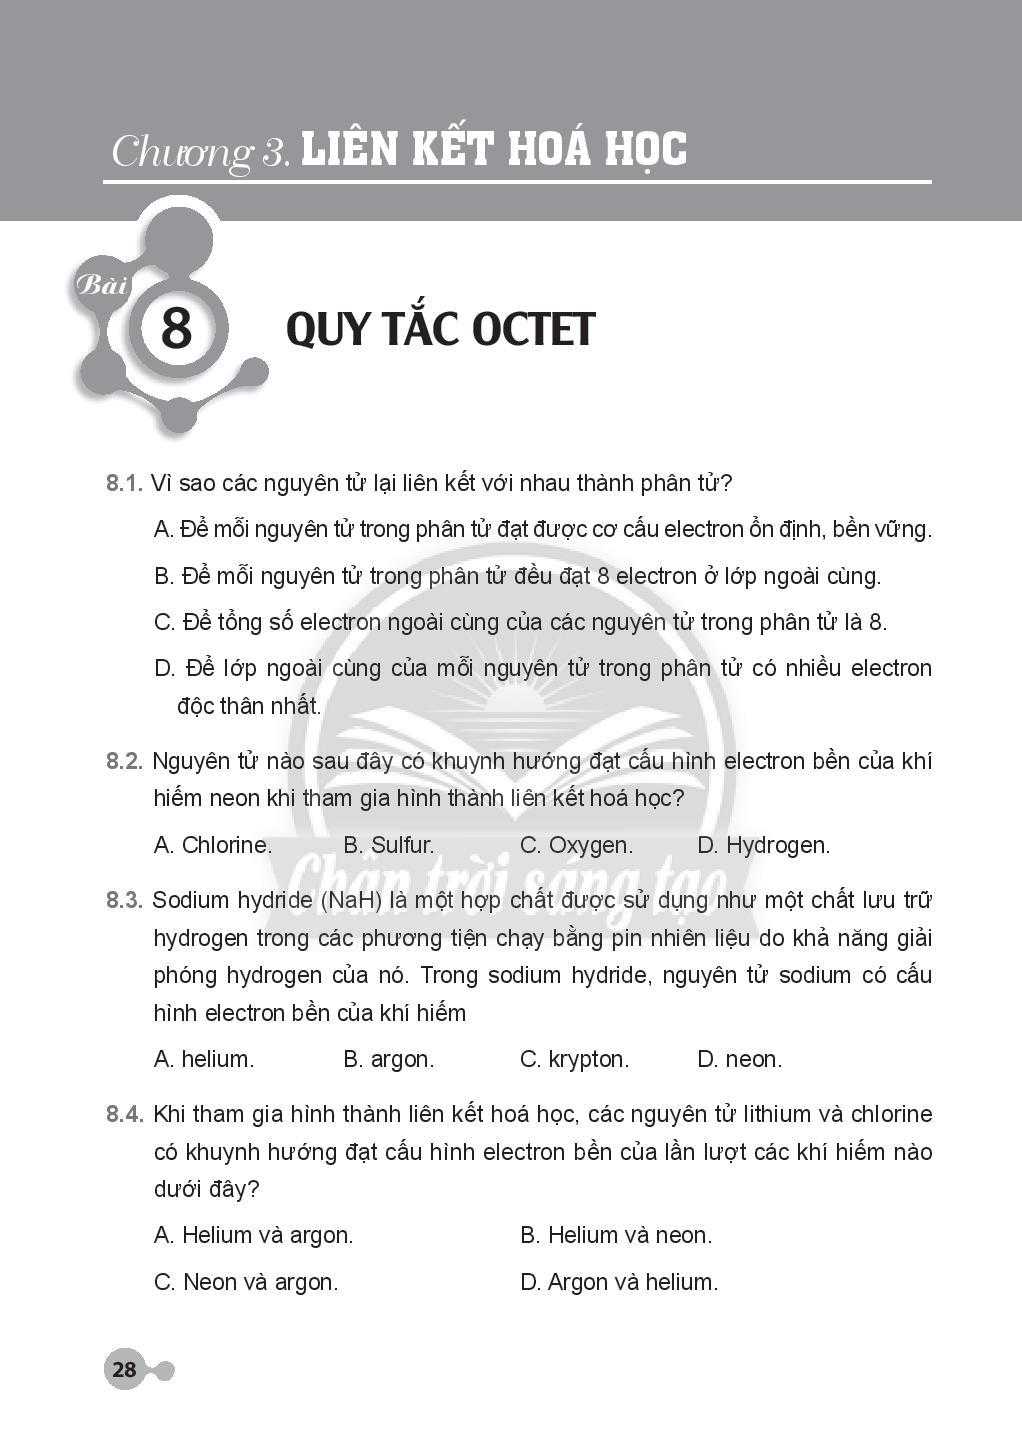 Chương 3. LIÊN KẾT HOÁ HỌC
Bài
8
QUY TẮC OCTET
8.1. Vì sao các nguyên tử lại liên kết với nhau thành phân tử?
A. Để mỗi nguyên tử trong phân tử đạt được cơ cấu electron ổn định, bền vững.
B. Để mỗi nguyên tử trong phân tử đều đạt 8 electron ở lớp ngoài cùng.
C. Để tổng số electron ngoài cùng của các nguyên tử trong phân tử là 8.
D. Để lớp ngoài cùng của mỗi nguyên tử trong phân tử có nhiều electron
độc thân nhất.
8.2. Nguyên tử nào sau đây có khuynh hướng đạt cấu hình electron bền của khí
hiếm neon khi tham gia hình thành liên kết hoá học?
A. Chlorine. B. Sulfur. C. Oxygen. D. Hydrogen.
Chân trời sáng tạo
8.3. Sodium hydride (NaH) là một hợp chất được sử dụng như một chất lưu trữ
hydrogen trong các phương tiện chạy bằng pin nhiên liệu do khả năng giải
phóng hydrogen của nó. Trong sodium hydride, nguyên tử sodium có cấu
hình electron bền của khí hiếm
A. helium. B. argon. C. krypton. D. neon.
8.4. Khi tham gia hình thành liên kết hoá học, các nguyên tử lithium và chlorine
có khuynh hướng đạt cấu hình electron bền của lần lượt các khí hiếm nào
dưới đây?
A. Helium và argon. B. Helium và neon.
C. Neon và argon. D. Argon và helium.
28